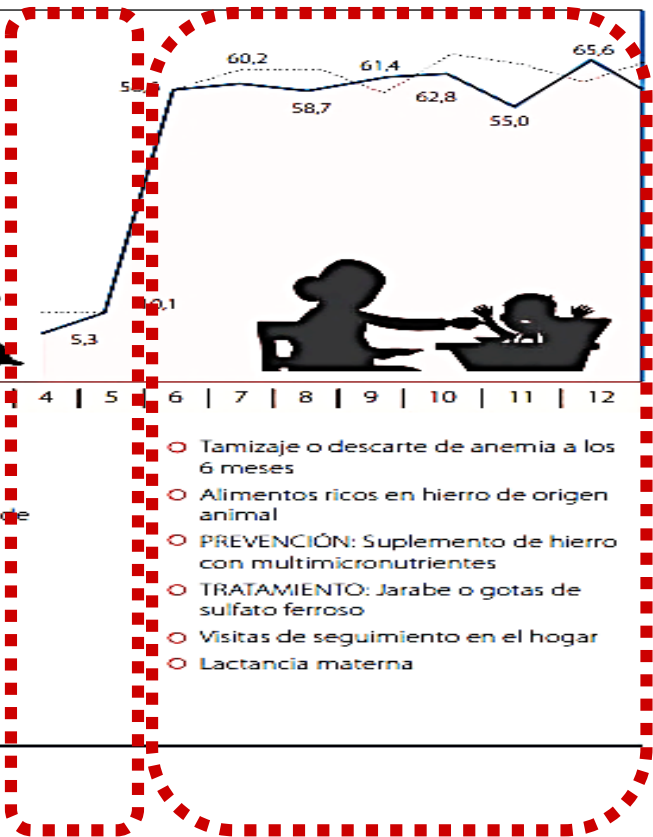 60,2
61,4
65,6
62,8
58,7
55,0
5,3
4 | 5 | 6 | 7 | 8 | 9 | 10 | 11 | 12
Tamizaje o descarte de anemia a los
6 meses
Alimentos ricos en hierro de origen
animal
de
PREVENCIÓN: Suplemento de hierro
con multimicronutrientes
TRATAMIENTO: Jarabe o gotas de
sulfato ferroso
Visitas de seguimiento en el hogar
Lactancia materna